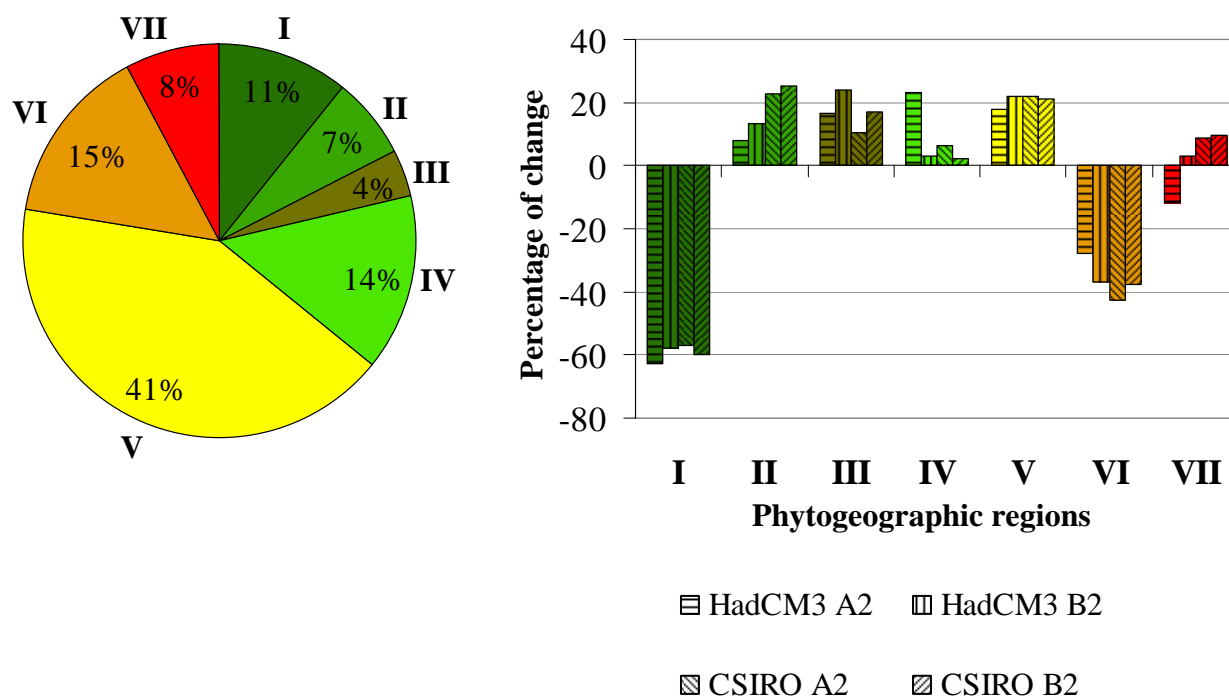 VII
I
8%
11%
II
VI
7%
15%
III
4%
14%
IV
41%
V
40
20
0
-20
-40
-60
-80
Percentage of change
I II III IV V VI VII
Phytogeographic regions
HadCM3 A2 HadCM3 B2
CSIRO A2 CSIRO B2